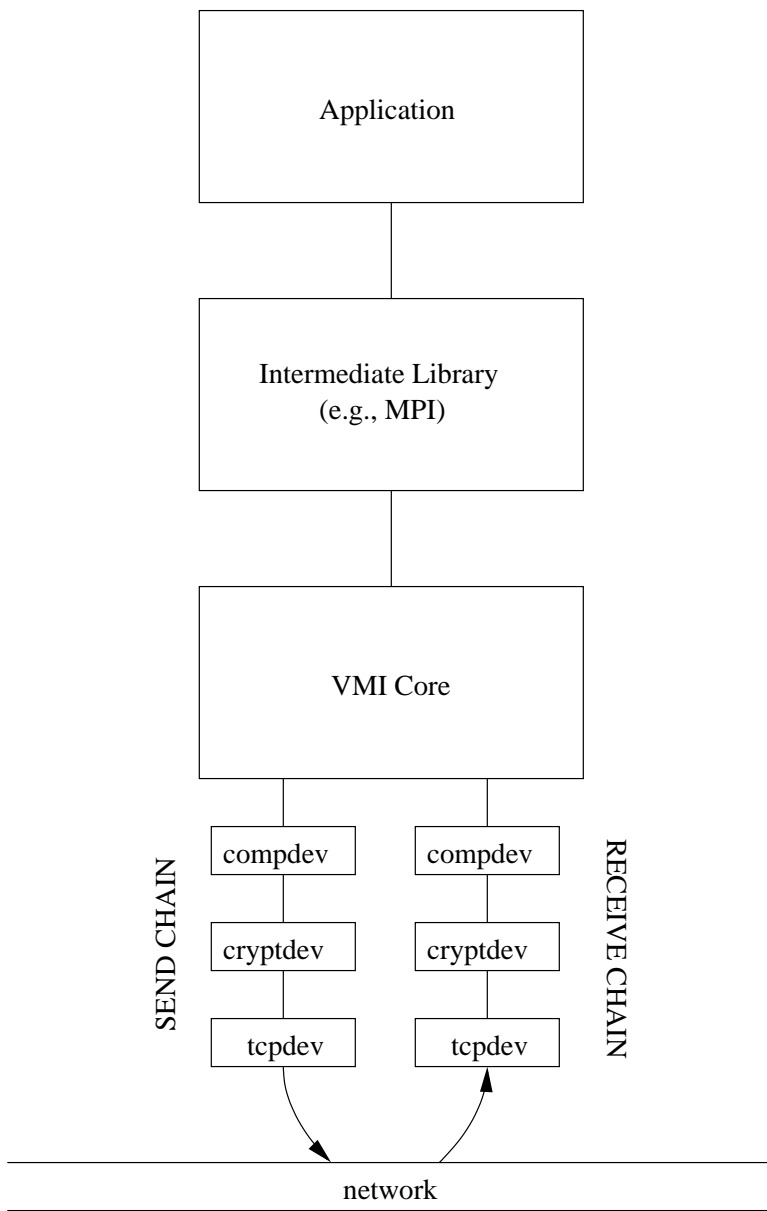 Application
Intermediate Library
(e.g., MPI)
VMI Core
SEND CHAIN
compdev
compdev
RECEIVE CHAIN
cryptdev
cryptdev
tcpdev
tcpdev
network